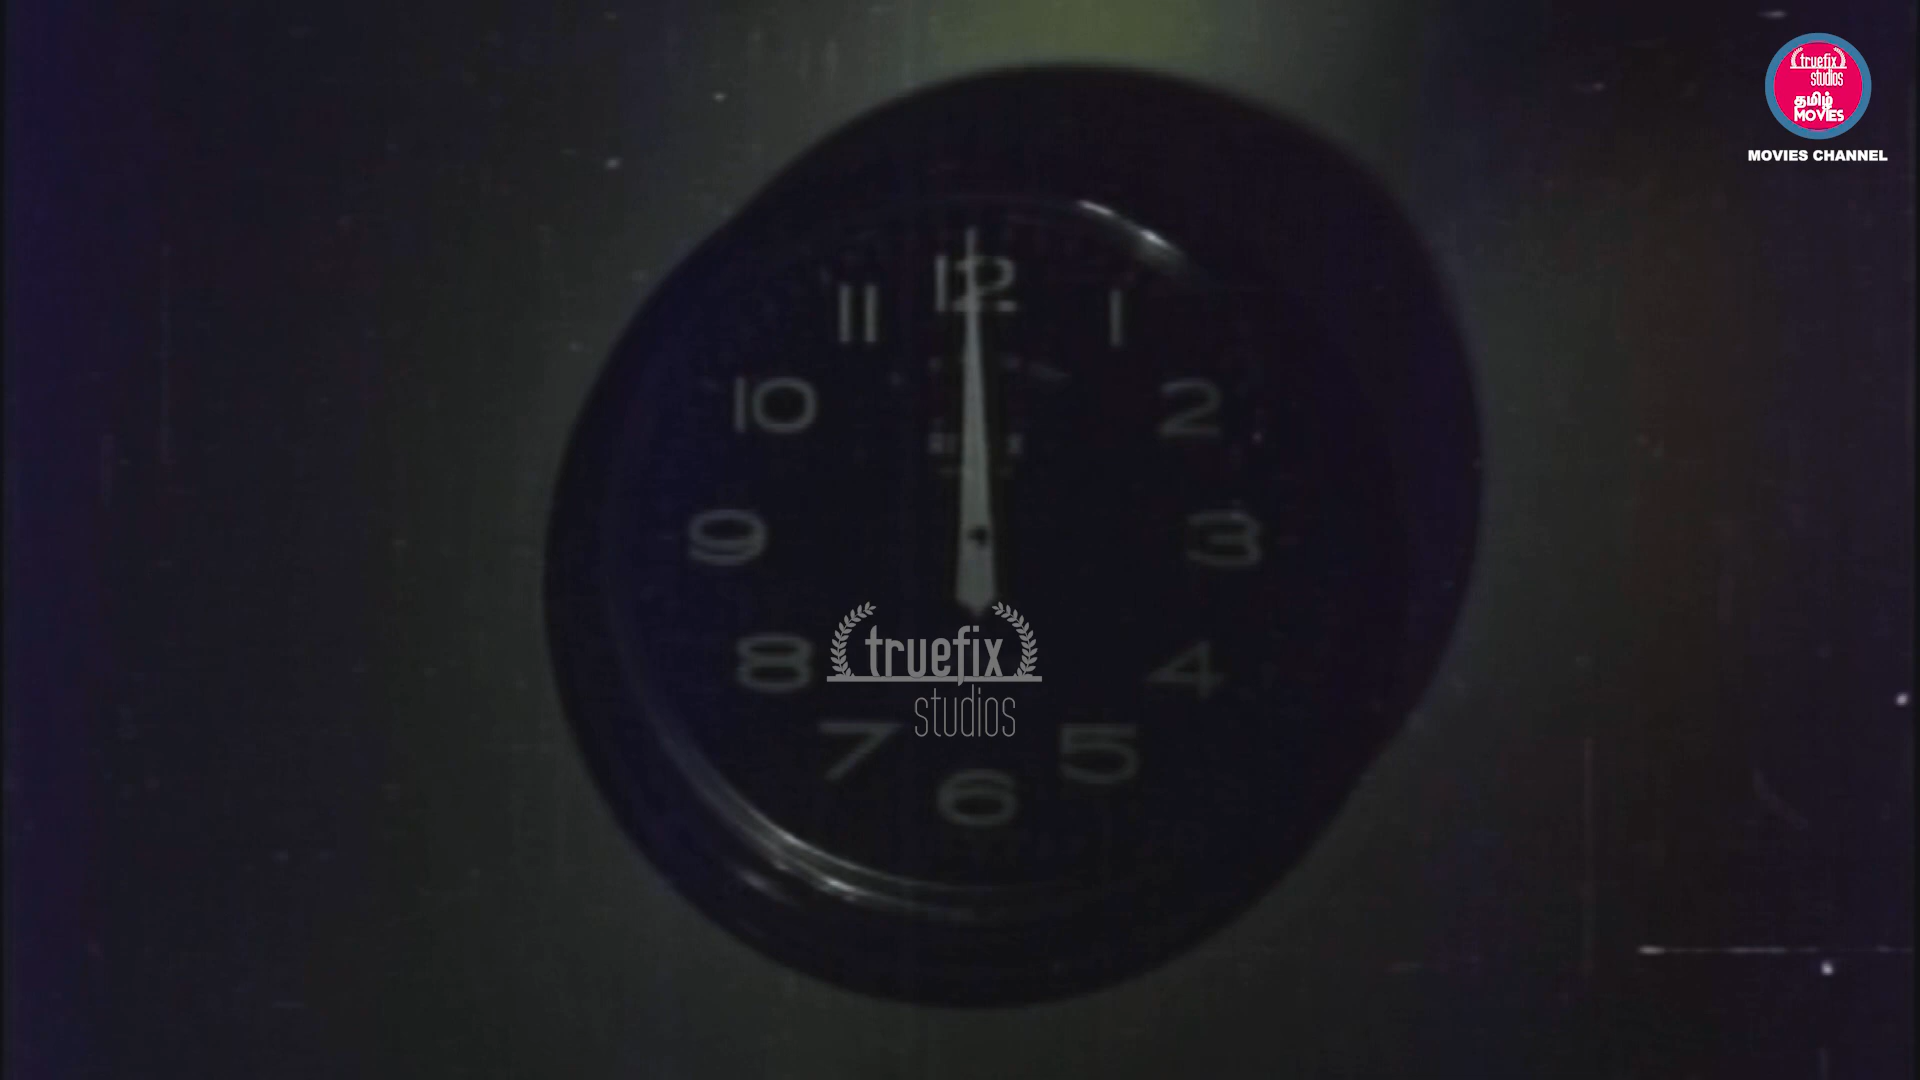 truefix
studios
தமிழ்
MOVIES
MOVIES CHANNEL
12
11
1
10
2
9
3
8
4
7
5
6
truefix
studios